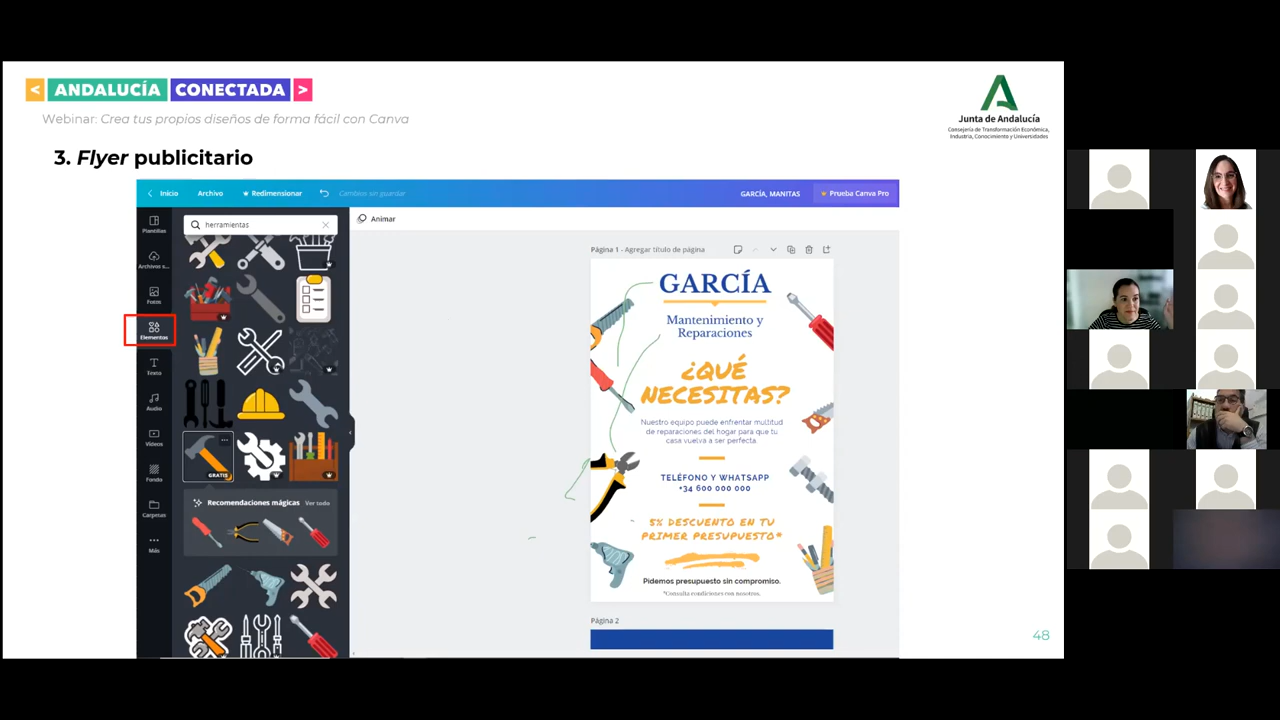 < ANDALUCÍA CONECTADA >
Webinar: Crea tus propios diseños de forma fácil con Canva
Junta de Andalucía
Consejería de Transformación Económica,
Industria, Conocimiento y Universidades
3. Flyer publicitario
Inicio
Archivo
Redimensionar
Cambios sin guardar
GARCÍA, MANITAS
Prueba Canva Pro
Plantillas
Archivos s...
Fotos
Elementos
Texto
Audio
Vídeos
Fondo
Carpetas
Más
herramientas
GRATIS
Recomendaciones mágicas
Ver todo
Animar
Página 1 - Agregar título de página
GARCÍA
Mantenimiento y
Reparaciones
¿QUÉ
NECESITAS?
Nuestro equipo puede enfrentar multitud
de reparaciones del hogar para que tu
casa vuelva a ser perfecta.
TELÉFONO Y WHATSAPP
+34 600 000 000
5% DESCUENTO EN TU
PRIMER PRESUPUESTO*
Pídenos presupuesto sin compromiso.
*Consulta condiciones con nosotros.
Página 2
48